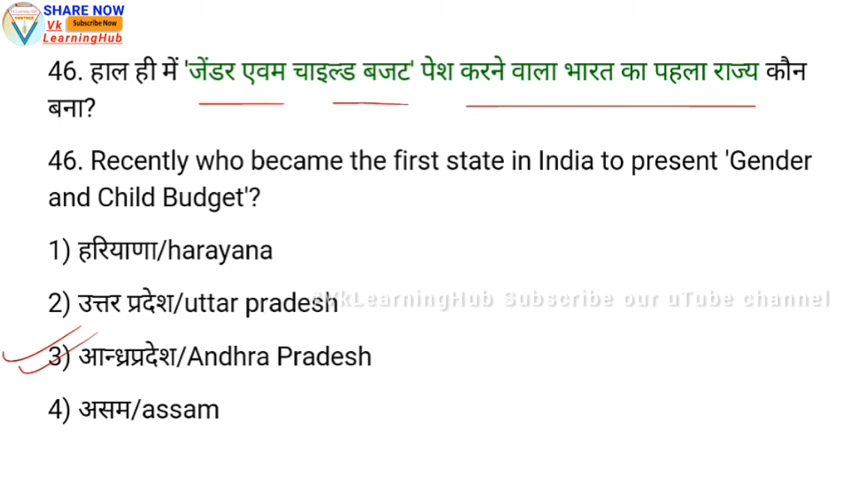 SHARE NOW
Vk Subscribe Now
LearningHub
46. हाल ही में 'जेंडर एवम चाइल्ड बजट' पेश करने वाला भारत का पहला राज्य कौन
बना?
46. Recently who became the first state in India to present 'Gender
and Child Budget'?
1) हरियाणा/harayana
2) उत्तर प्रदेश/uttar pradesh
VkLearningHub Subscribe our uTube channel
3) आन्ध्रप्रदेश/Andhra Pradesh
4) असम/assam